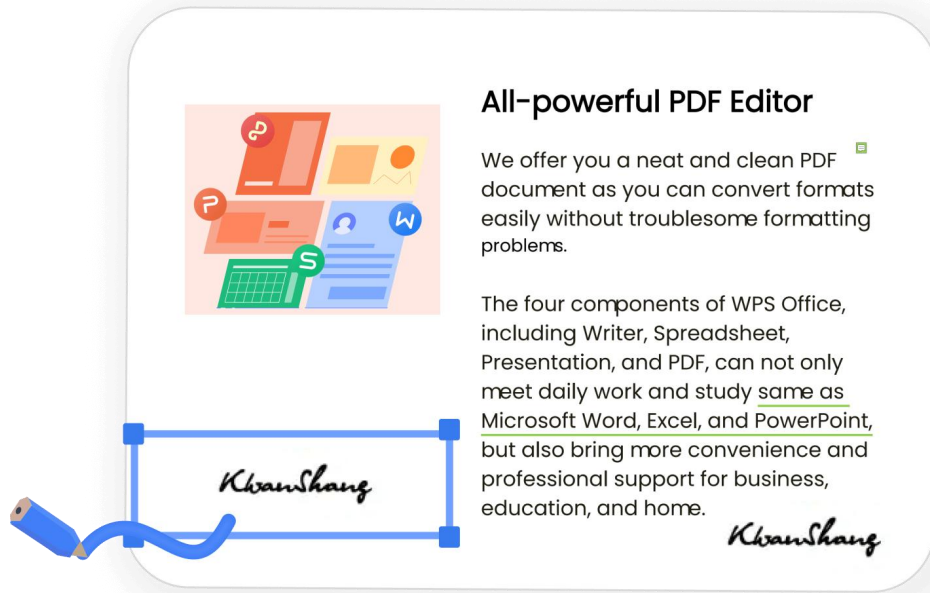 All-powerful PDF Editor
We offer you a neat and clean PDF
document as you can convert formats
easily without troublesome formatting
problems.
The four components of WPS Office,
including Writer, Spreadsheet,
Presentation, and PDF, can not only
meet daily work and study same as
Microsoft Word, Excel, and PowerPoint,
but also bring more convenience and
professional support for business,
education, and home.
KwanShang
KwanShang